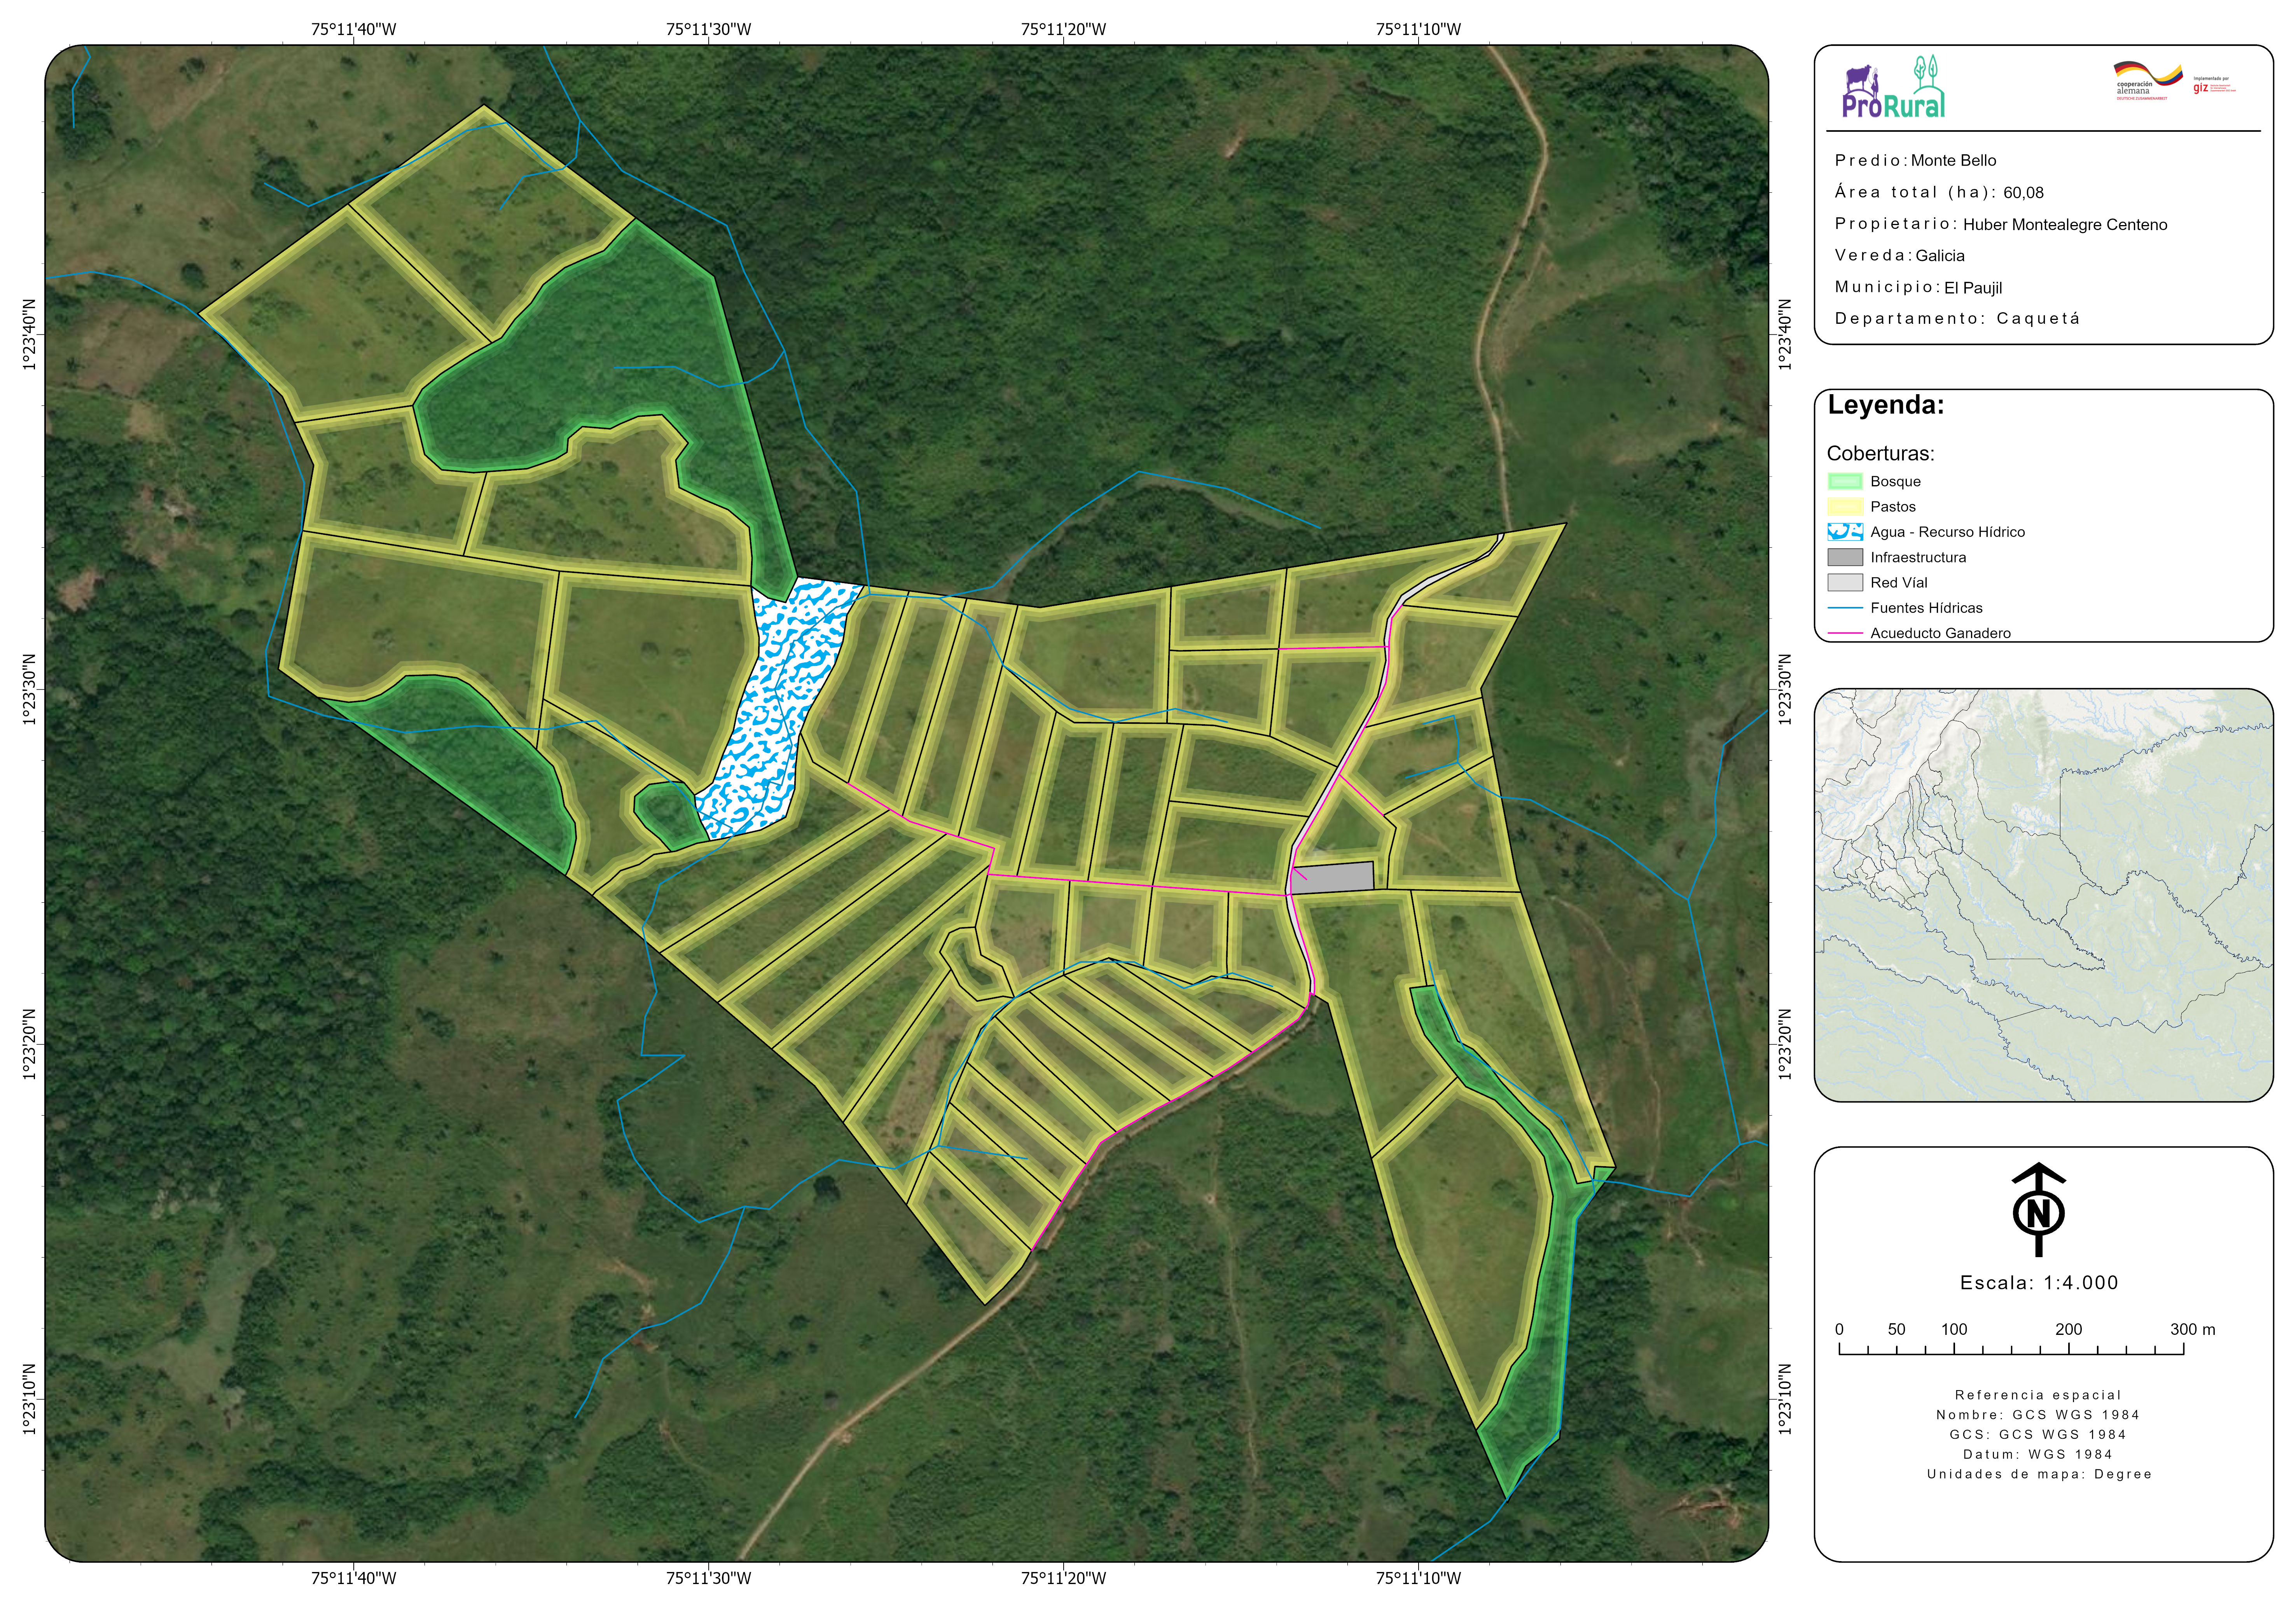 75°11'40"W
75°11'30"W
75°11'20"W
75°11'10"W
1°23'40"N
1°23'30"N
1°23'20"N
1°23'10"N
1°23'40"N
1°23'30"N
1°23'20"N
1°23'10"N
75°11'40"W
75°11'30"W
75°11'20"W
75°11'10"W
ProRural
cooperación
alemana
DEUTSCHE ZUSAMMENARBEIT
Implementada por
giz
Predio: Monte Bello
Área total (ha): 60,08
Propietario: Huber Montealegre Centeno
Vereda: Galicia
Municipio: El Paujil
Departamento: Caquetá
Leyenda:
Coberturas:
Bosque
Pastos
Agua - Recurso Hídrico
Infraestructura
Red Víal
Fuentes Hídricas
Acueducto Ganadero
N
Escala: 1:4.000
0 50 100 200 300 m
Referencia espacial
Nombre: GCS WGS 1984
GCS: GCS WGS 1984
Datum: WGS 1984
Unidades de mapa: Degree